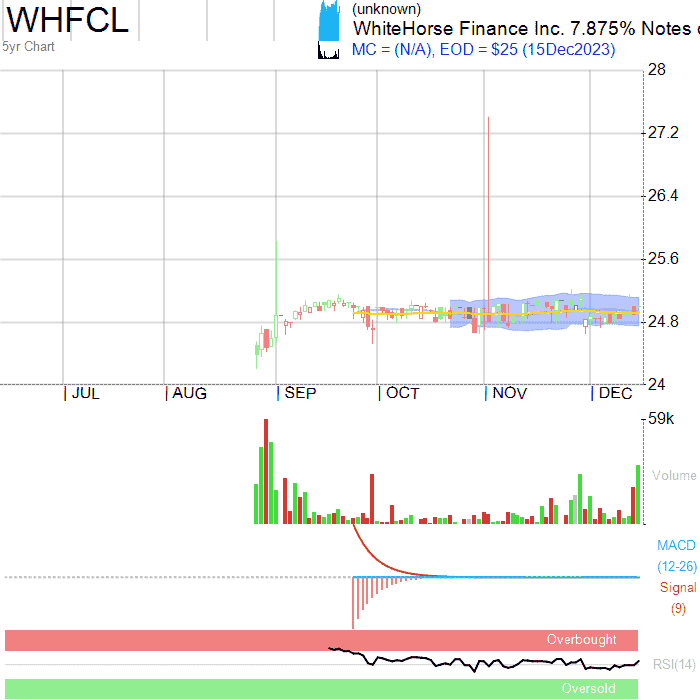 WHFCL
5yr Chart
(unknown)
WhiteHorse Finance Inc. 7.875% Notes
MC = (N/A), EOD = $25 (15Dec2023)
28
27.2
26.4
25.6
24.8
24
JUL AUG SEP OCT NOV DEC
59k
Volume
MACD
(12-26)
Signal
(9)
Overbought
RSI(14)
Oversold